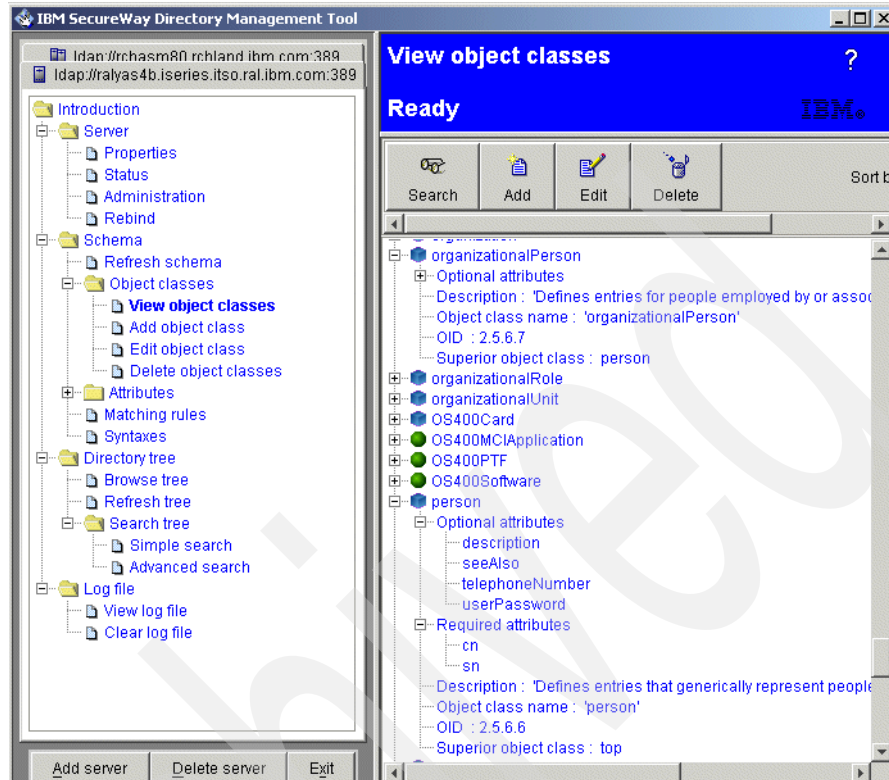 IBM SecureWay Directory Management Tool
ldap://rchasm80.rchland.ibm.com:389
ldap://ralyas4b.iseries.itso.ral.ibm.com:389
Introduction
Server
Properties
Status
Administration
Rebind
Schema
Refresh schema
Object classes
View object classes
Add object class
Edit object class
Delete object classes
Attributes
Matching rules
Syntaxes
Directory tree
Browse tree
Refresh tree
Search tree
Simple search
Advanced search
Log file
View log file
Clear log file
Add server
Delete server
Exit
View object classes
?
Ready
IBM®
Search
Add
Edit
Delete
Sort b
organization
organizationalPerson
Optional attributes
Description : 'Defines entries for people employed by or assoc
Object class name : 'organizationalPerson'
OID : 2.5.6.7
Superior object class : person
organizationalRole
organizationalUnit
OS400Card
OS400MCIApplication
OS400PTF
OS400Software
person
Optional attributes
description
seeAlso
telephoneNumber
userPassword
Required attributes
cn
sn
Description : 'Defines entries that generically represent people
Object class name : 'person'
OID : 2.5.6.6
Superior object class : top